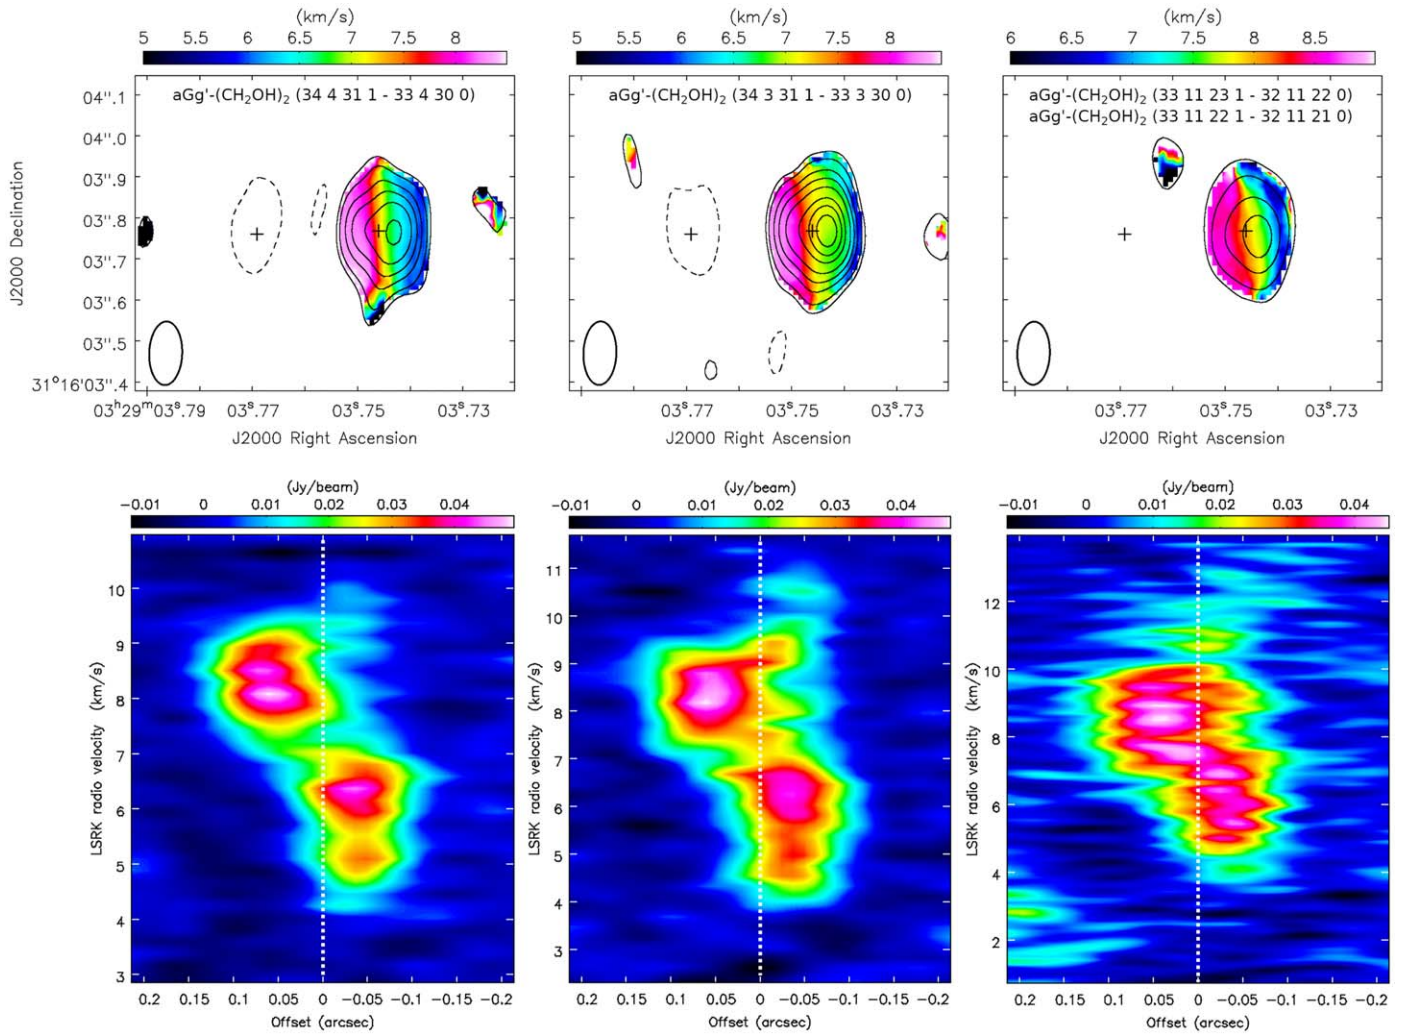 (km/s) (km/s) (km/s)
5 5.5 6 6.5 7 7.5 8 5 6 6.5 7 7.5 8 6 6.5 7 7.5 8 8.5
aGg'-(CH₂OH)₂ (34 4 31 1 - 33 4 30 0)
aGg'-(CH₂OH)₂ (34 3 31 1 - 33 3 30 0)
aGg'-(CH₂OH)₂ (33 11 23 1 - 32 11 22 0)
aGg'-(CH₂OH)₂ (33 11 22 1 - 32 11 21 0)
J2000 Declination
04".1
04".0
03".9
03".8
03".7
03".6
03".5
31°16'03".4
03ʰ29ᵐ03ˢ.79 03ˢ.77 03ˢ.75 03ˢ.73 03ˢ.77 03ˢ.75 03ˢ.73 03ˢ.77 03ˢ.75 03ˢ.73
J2000 Right Ascension J2000 Right Ascension J2000 Right Ascension
(Jy/beam) (Jy/beam) (Jy/beam)
−0.01 0 0.01 0.02 0.03 0.04 −0.01 0 0.01 0.02 0.03 0.04 −0.01 0 0.01 0.02 0.03 0.04
LSRK radio velocity (km/s)
10
9
8
7
6
5
4
3
LSRK radio velocity (km/s)
11
10
9
8
7
6
5
4
3
LSRK radio velocity (km/s)
12
10
8
6
4
2
0.2 0.15 0.1 0.05 0 −0.05 −0.1 −0.15 −0.2 0.2 0.15 0.1 0.05 0 −0.05 −0.1 −0.15 −0.2 0.2 0.15 0.1 0.05 0 −0.05 −0.1 −0.15 −0.2
Offset (arcsec) Offset (arcsec) Offset (arcsec)